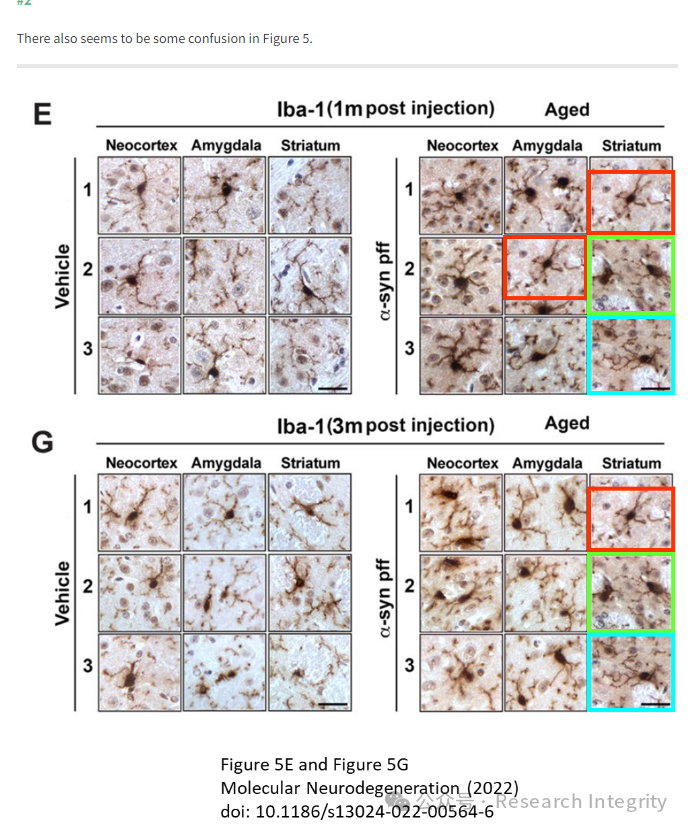 #2
There also seems to be some confusion in Figure 5.
E
Iba-1(1m post injection) Aged
Neocortex Amygdala Striatum Neocortex Amygdala Striatum
Vehicle
1
2
3
α-syn pff
1
2
3
G
Iba-1(3m post injection) Aged
Neocortex Amygdala Striatum Neocortex Amygdala Striatum
Vehicle
1
2
3
α-syn pff
1
2
3
Figure 5E and Figure 5G
Molecular Neurodegeneration (2022)
doi: 10.1186/s13024-022-00564-6
公众号 · Research Integrity